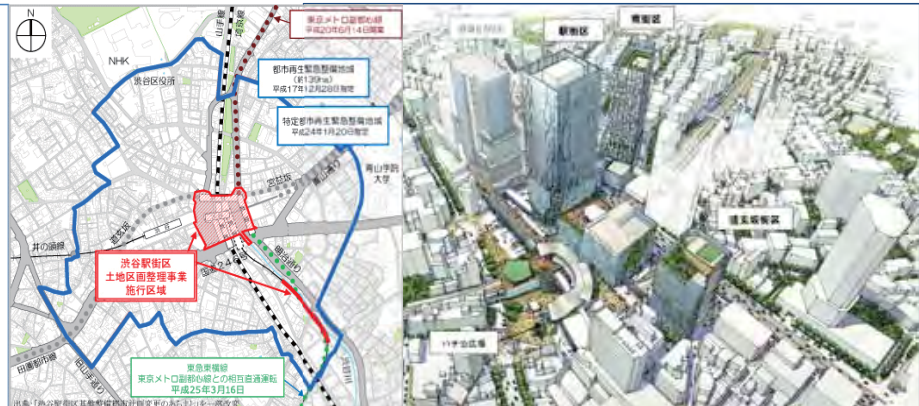 N
NHK
渋谷区役所
山手線
埼京線
東京メトロ副都心線
平成20年6月14日開業
都市再生緊急整備地域
(約139ha)
平成17年12月28日指定
特定都市再生緊急整備地域
平成24年1月20日指定
青山学院
大学
宮益坂
青山通り
道玄坂
井の頭線
明治通り
国道246号
渋谷駅街区
土地区画整理事業
施行区域
田園都市線
旧山手通り
渋谷川
東急東横線
東京メトロ副都心線との相互直通運転
平成25年3月16日
駅街区
南街区
道玄坂街区
ハチ公広場